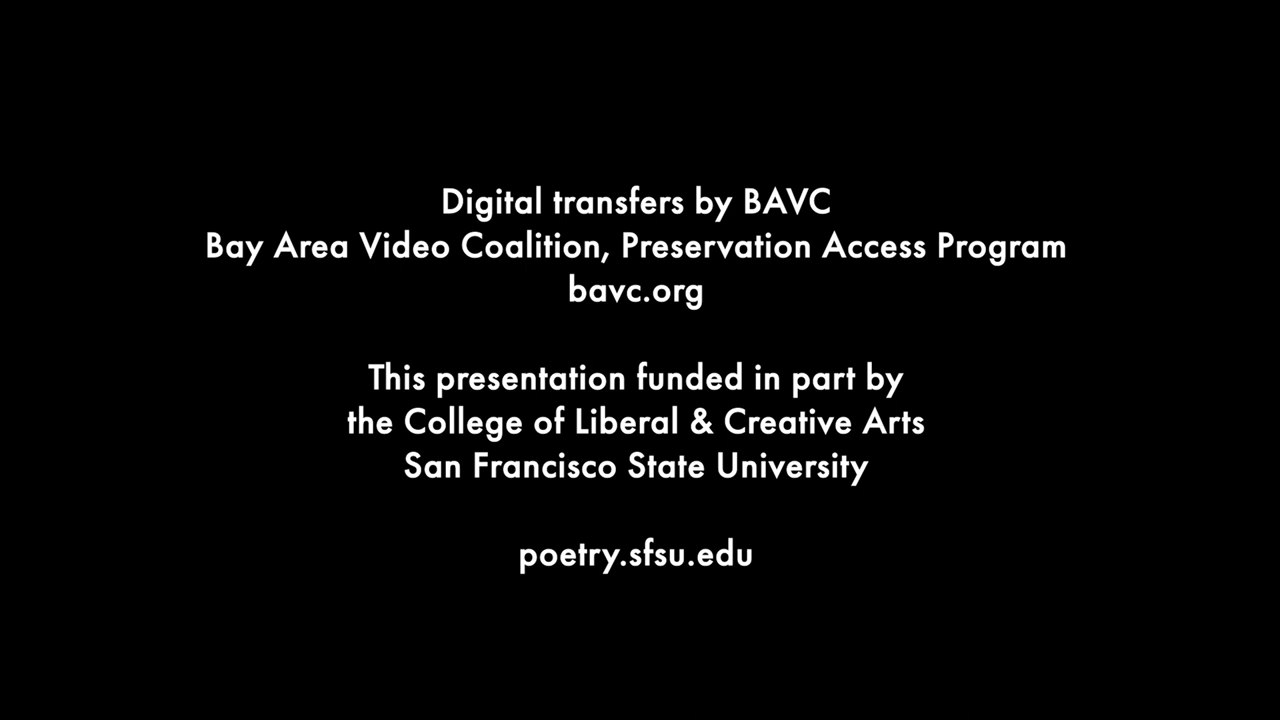 Digital transfers by BAVC
Bay Area Video Coalition, Preservation Access Program
bavc.org
This presentation funded in part by
the College of Liberal & Creative Arts
San Francisco State University
poetry.sfsu.edu